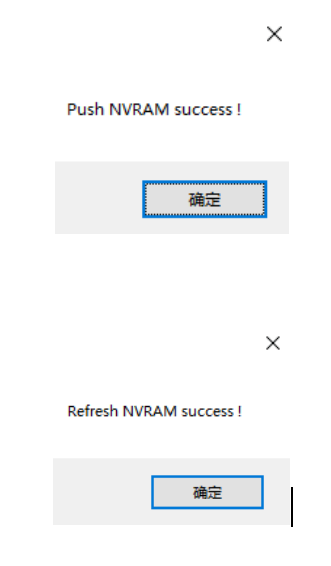 Push NVRAM success !
确定
Refresh NVRAM success !
确定